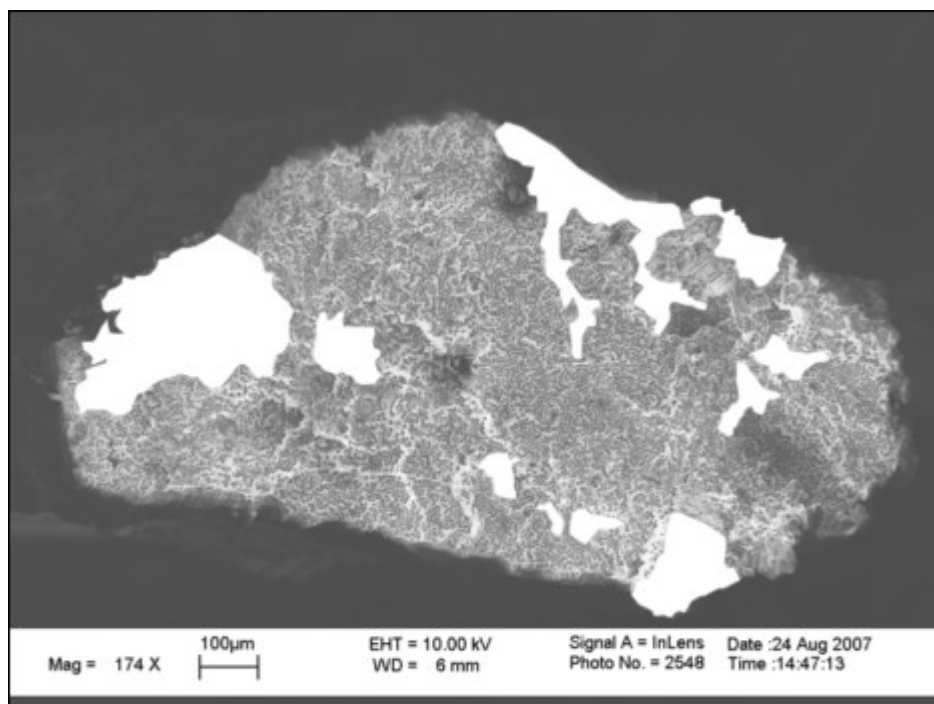 Mag = 174 X
100µm
EHT = 10.00 kV
WD = 6 mm
Signal A = InLens
Photo No. = 2548
Date :24 Aug 2007
Time :14:47:13